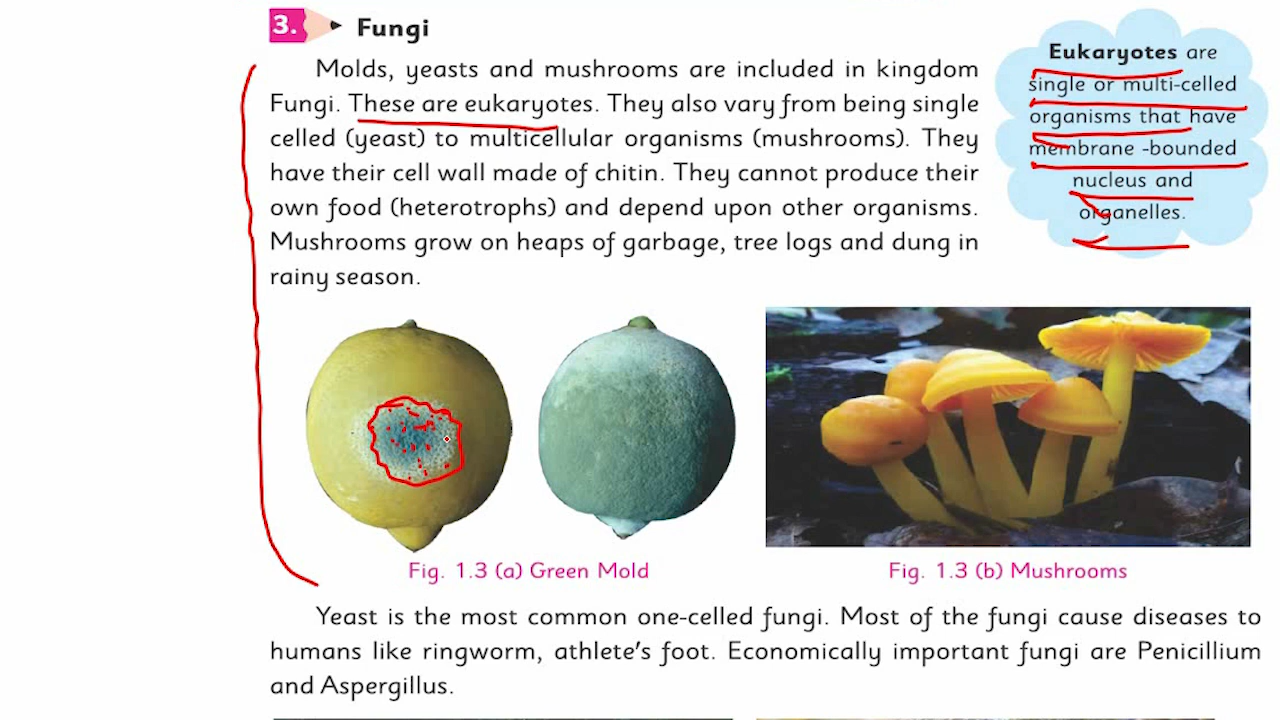 3. Fungi
Molds, yeasts and mushrooms are included in kingdom
Fungi. These are eukaryotes. They also vary from being single
celled (yeast) to multicellular organisms (mushrooms). They
have their cell wall made of chitin. They cannot produce their
own food (heterotrophs) and depend upon other organisms.
Mushrooms grow on heaps of garbage, tree logs and dung in
rainy season.
Eukaryotes are
single or multi-celled
organisms that have
membrane -bounded
nucleus and
organelles.
Fig. 1.3 (a) Green Mold
Fig. 1.3 (b) Mushrooms
Yeast is the most common one-celled fungi. Most of the fungi cause diseases to
humans like ringworm, athlete's foot. Economically important fungi are Penicillium
and Aspergillus.